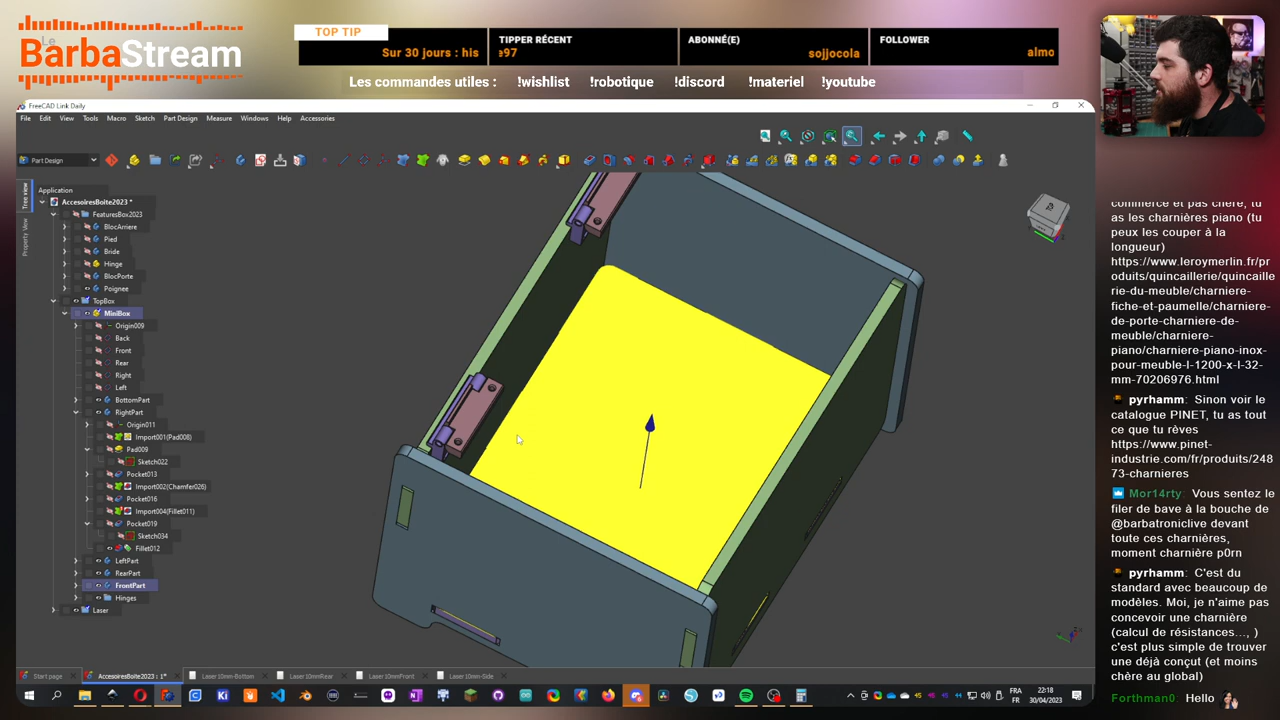 Le
BarbaStream
TOP TIP
Sur 30 jours : his
TIPPER RÉCENT
e97
ABONNÉ(E)
sojjocola
FOLLOWER
almo
Les commandes utiles : !wishlist !robotique !discord !materiel !youtube
FreeCAD Link Daily
File Edit View Tools Macro Sketch Part Design Measure Windows Help Accessories
Part Design
Tree view
Property View
Application
AccesoiresBoite2023 *
FeaturesBox2023
BlocArriere
Pied
Bride
Hinge
BlocPorte
Poignee
TopBox
MiniBox
Origin009
Back
Front
Rear
Right
Left
BottomPart
RightPart
Origin011
Import001(Pad008)
Pad009
Sketch022
Pocket013
Import002(Chamfer026)
Pocket016
Import004(Fillet011)
Pocket019
Sketch034
Fillet012
LeftPart
RearPart
FrontPart
Hinges
Laser
Start page
AccesoiresBoite2023 : 1*
Laser10mm-Bottom
Laser10mmRear
Laser10mmFront
Laser10mm-Side
FRA
FR
22:18
30/04/2023
commerce et pas chère, tu
as les charnières piano (tu
peux les couper à la
longueur)
https://www.leroymerlin.fr/pr
oduits/quincaillerie/quincaille
rie-du-meuble/charniere-
fiche-et-paumelle/charniere-
de-porte-charniere-de-
meuble/charniere-
piano/charniere-piano-inox-
pour-meuble-l-1200-x-l-32-
mm-70206976.html
pyrhamm: Sinon voir le
catalogue PINET, tu as tout
ce que tu rêves
https://www.pinet-
industrie.com/fr/produits/248
73-charnieres
Mor14rty: Vous sentez le
filer de bave à la bouche de
@barbatroniclive devant
toute ces charnières,
moment charnière p0rn
pyrhamm: C'est du
standard avec beaucoup de
modèles. Moi, je n'aime pas
concevoir une charnière
(calcul de résistances..., )
c'est plus simple de trouver
une déjà conçut (et moins
chère au global)
Forthman0: Hello